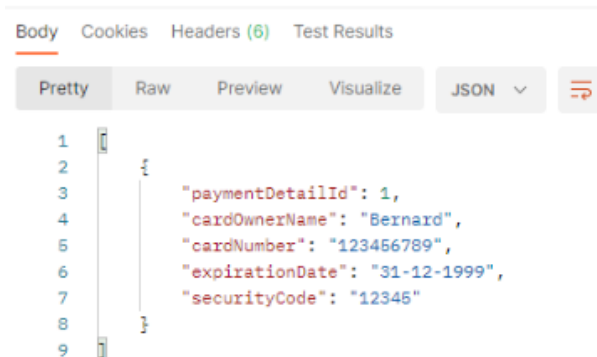 Body Cookies Headers (6) Test Results
Pretty Raw Preview Visualize JSON
1 [
2 {
3 "paymentDetailId": 1,
4 "cardOwnerName": "Bernard",
5 "cardNumber": "123456789",
6 "expirationDate": "31-12-1999",
7 "securityCode": "12345"
8 }
9 ]